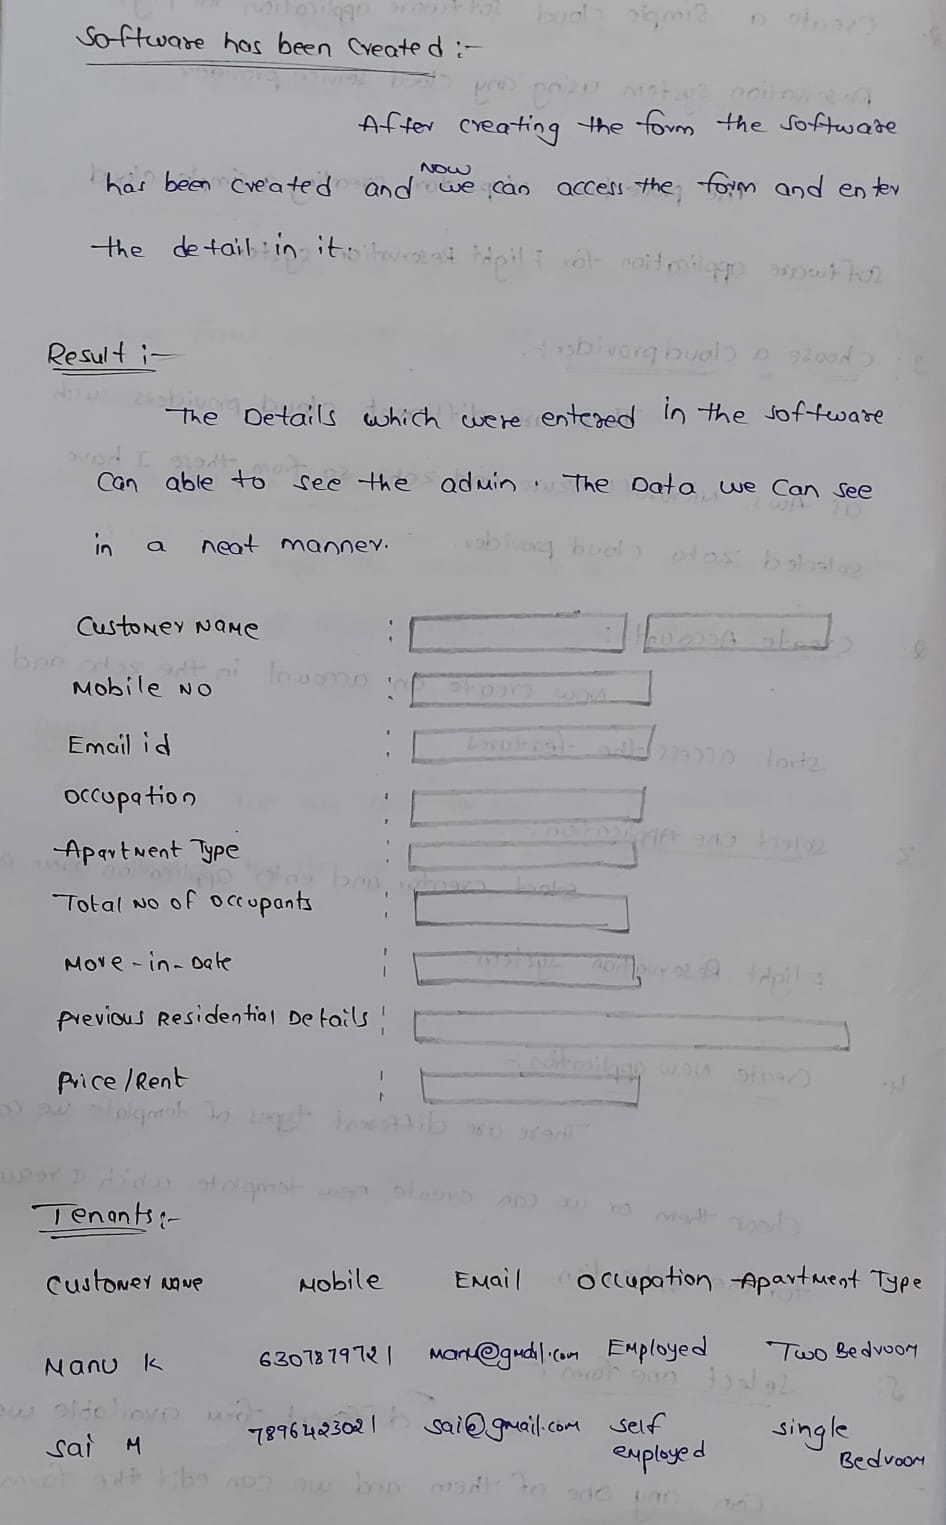 Software has been Created :-
After creating the form the software
has been created and Now we can access the form and enter
the detail in it.
Result :-
The Details which were entered in the software
Can able to see the admin. The Data we Can see
in a neat manner.
Customer Name :
Mobile No :
Email id :
Occupation :
Apartment Type :
Total No of occupants :
Move-in-Date :
Previous Residential Details :
Price/Rent :
Tenants :-
Customer Name Mobile Email Occupation Apartment Type
Manu K 6307879721 manu@gmail.com Employed Two Bedroom
Sai M 7896423021 sai@gmail.com self employed single Bedroom